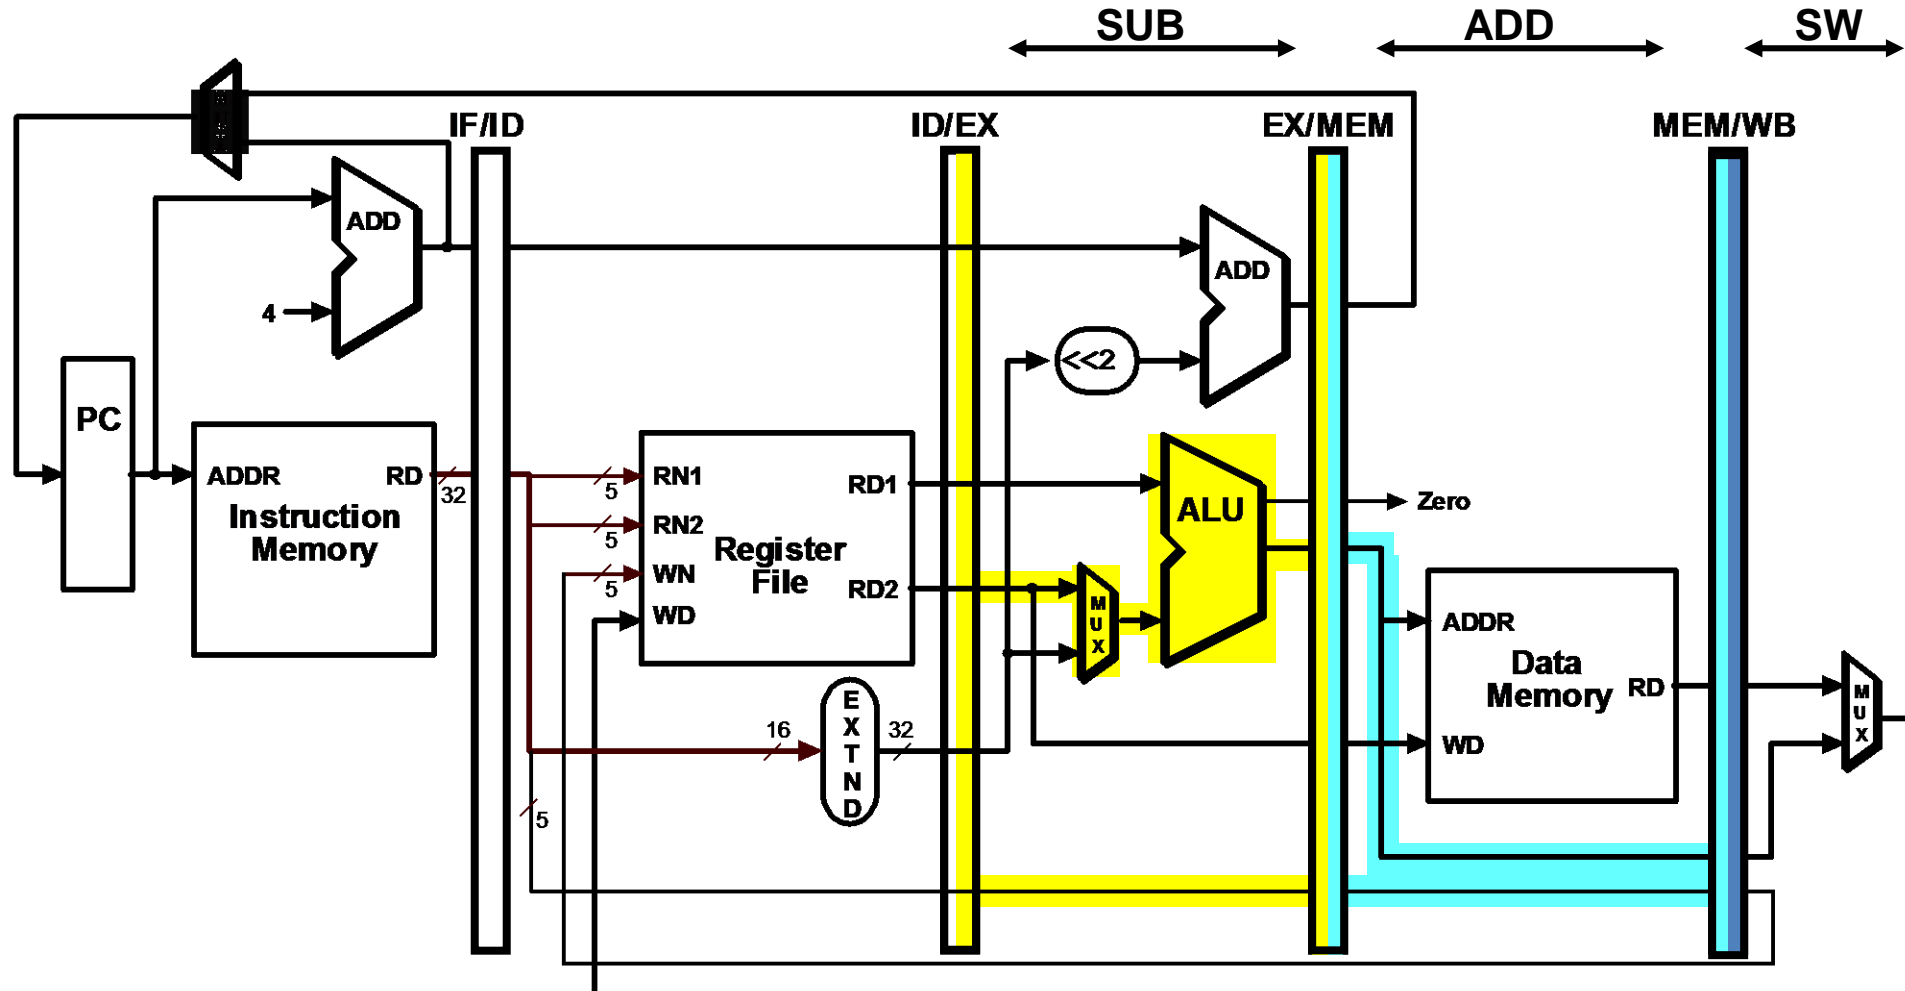 SUB ADD SW
IF/ID ID/EX EX/MEM MEM/WB
ADD
4
ADD
<<2
PC
ADDR RD
32
Instruction
Memory
5
RN1
5
RN2
5
WN
WD
RD1
RD2
Register
File
16
EXTND
32
5
MUX
ALU
Zero
ADDR
Data
Memory
RD
WD
MUX